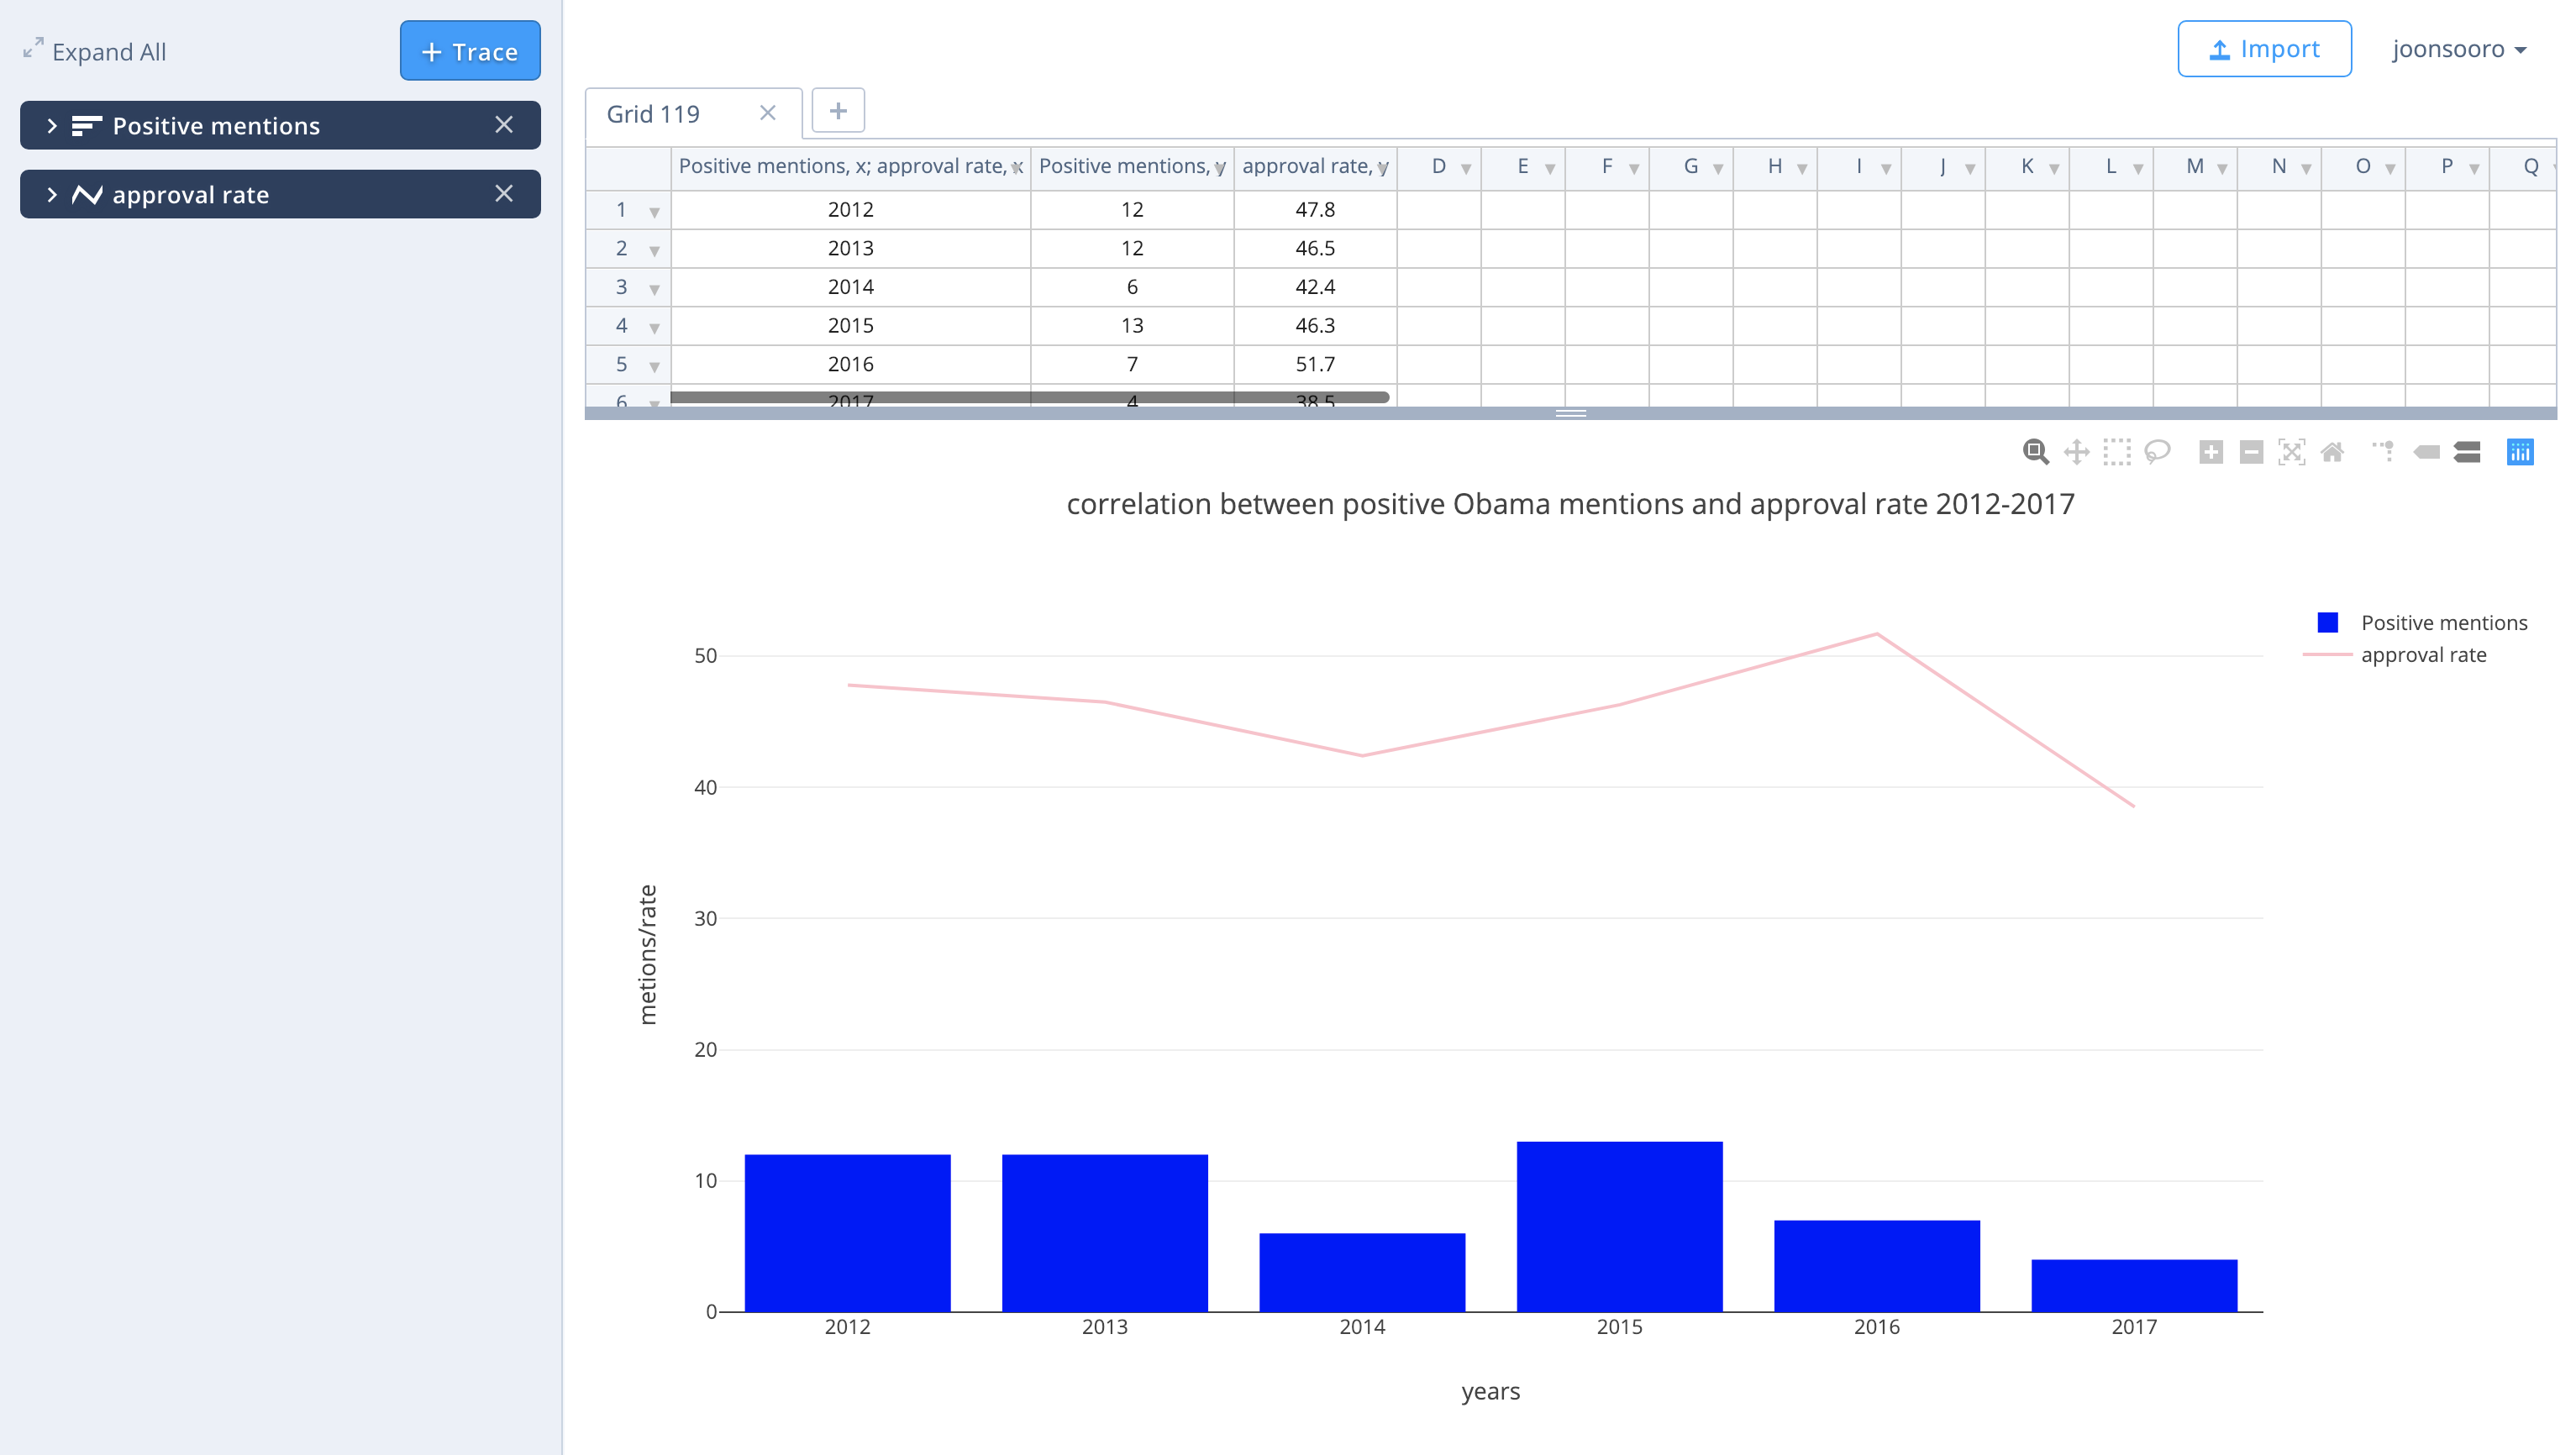 Expand All
+ Trace
Positive mentions
approval rate
Import
joonsooro
Grid 119
+
Positive mentions, x; approval rate, x Positive mentions, y approval rate, y D E F G H I J K L M N O P Q
1 2012 12 47.8
2 2013 12 46.5
3 2014 6 42.4
4 2015 13 46.3
5 2016 7 51.7
6 2017 4 38.5
correlation between positive Obama mentions and approval rate 2012-2017
Positive mentions
approval rate
50
40
30
20
10
0
metions/rate
2012 2013 2014 2015 2016 2017
years